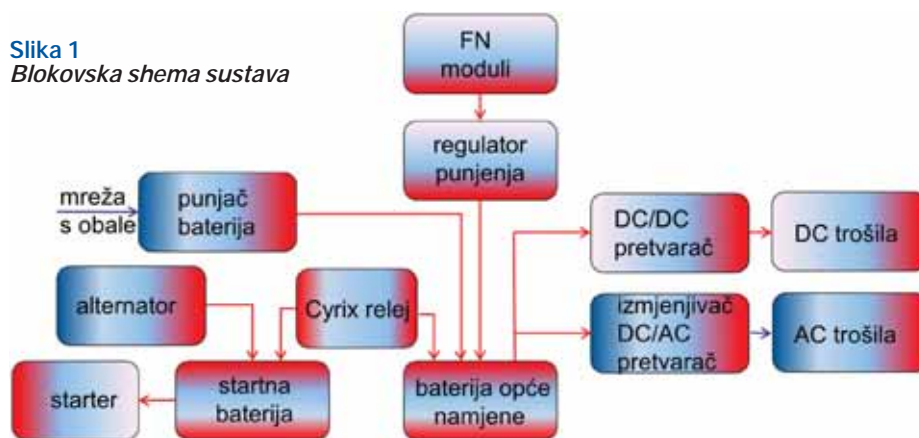 Slika 1
Blokovska shema sustava
FN
moduli
regulator
punjenja
mreža
s obale
punjač
baterija
DC/DC
pretvarač
DC trošila
alternator
Cyrix relej
izmjenjivač
DC/AC
pretvarač
AC trošila
starter
startna
baterija
baterija opće
namjene